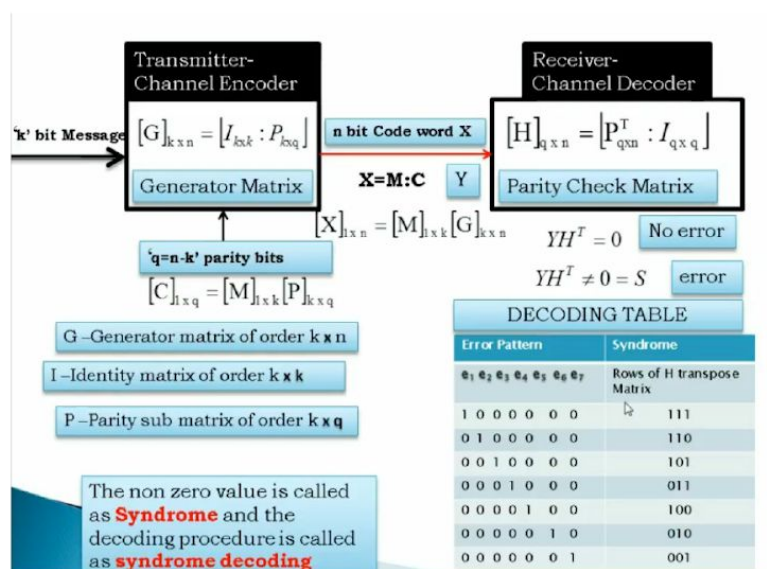 Transmitter-
Channel Encoder
Receiver-
Channel Decoder
'k' bit Message
[G]k x n = [Ikxk : Pkxq]
Generator Matrix
n bit Code word X
X=M:C
Y
[X]1 x n = [M]1 x k [G]k x n
[H]q x n = [P^T qxn : I q x q]
Parity Check Matrix
'q=n-k' parity bits
[C]1 x q = [M]1 x k [P]k x q
YH^T = 0
No error
YH^T ≠ 0 = S
error
G –Generator matrix of order k x n
I –Identity matrix of order k x k
P –Parity sub matrix of order k x q
The non zero value is called
as Syndrome and the
decoding procedure is called
as syndrome decoding
DECODING TABLE
Error Pattern Syndrome
e1 e2 e3 e4 e5 e6 e7 Rows of H transpose
Matrix
1 0 0 0 0 0 0 111
0 1 0 0 0 0 0 110
0 0 1 0 0 0 0 101
0 0 0 1 0 0 0 011
0 0 0 0 1 0 0 100
0 0 0 0 0 1 0 010
0 0 0 0 0 0 1 001